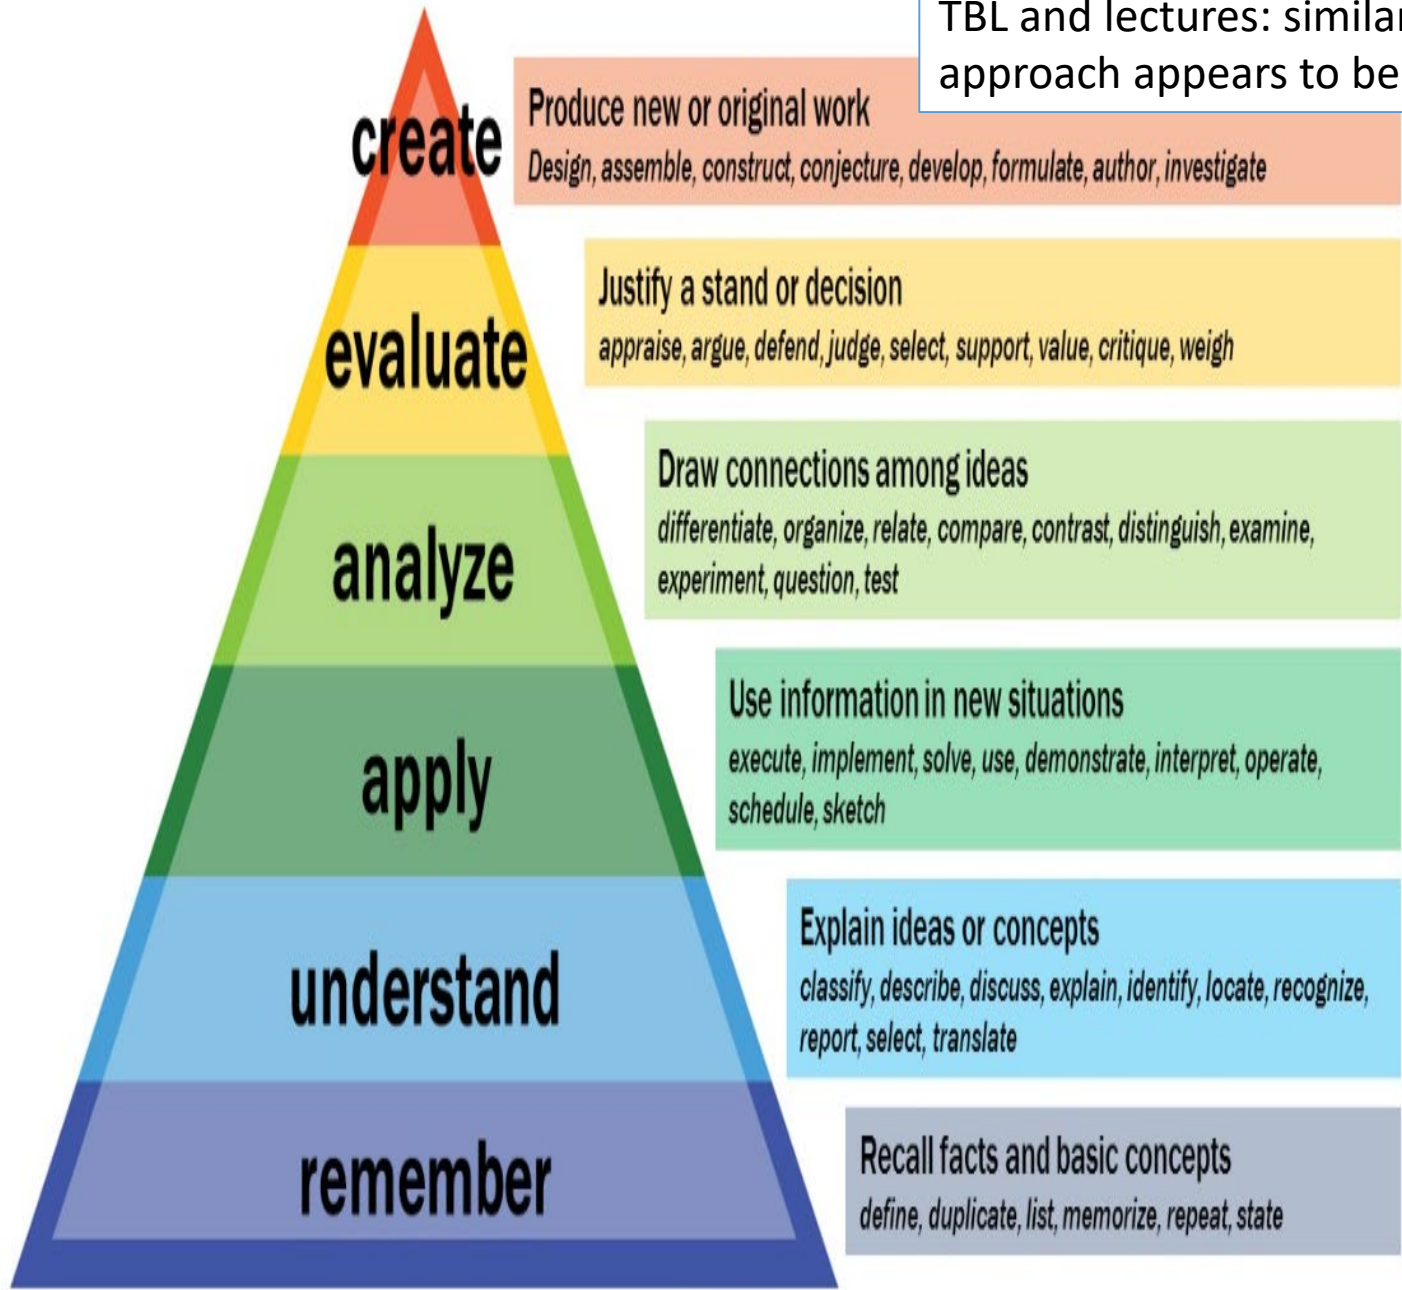 TBL and lectures: similar
approach appears to be
create
Produce new or original work
Design, assemble, construct, conjecture, develop, formulate, author, investigate
evaluate
Justify a stand or decision
appraise, argue, defend, judge, select, support, value, critique, weigh
analyze
Draw connections among ideas
differentiate, organize, relate, compare, contrast, distinguish, examine,
experiment, question, test
apply
Use information in new situations
execute, implement, solve, use, demonstrate, interpret, operate,
schedule, sketch
understand
Explain ideas or concepts
classify, describe, discuss, explain, identify, locate, recognize,
report, select, translate
remember
Recall facts and basic concepts
define, duplicate, list, memorize, repeat, state